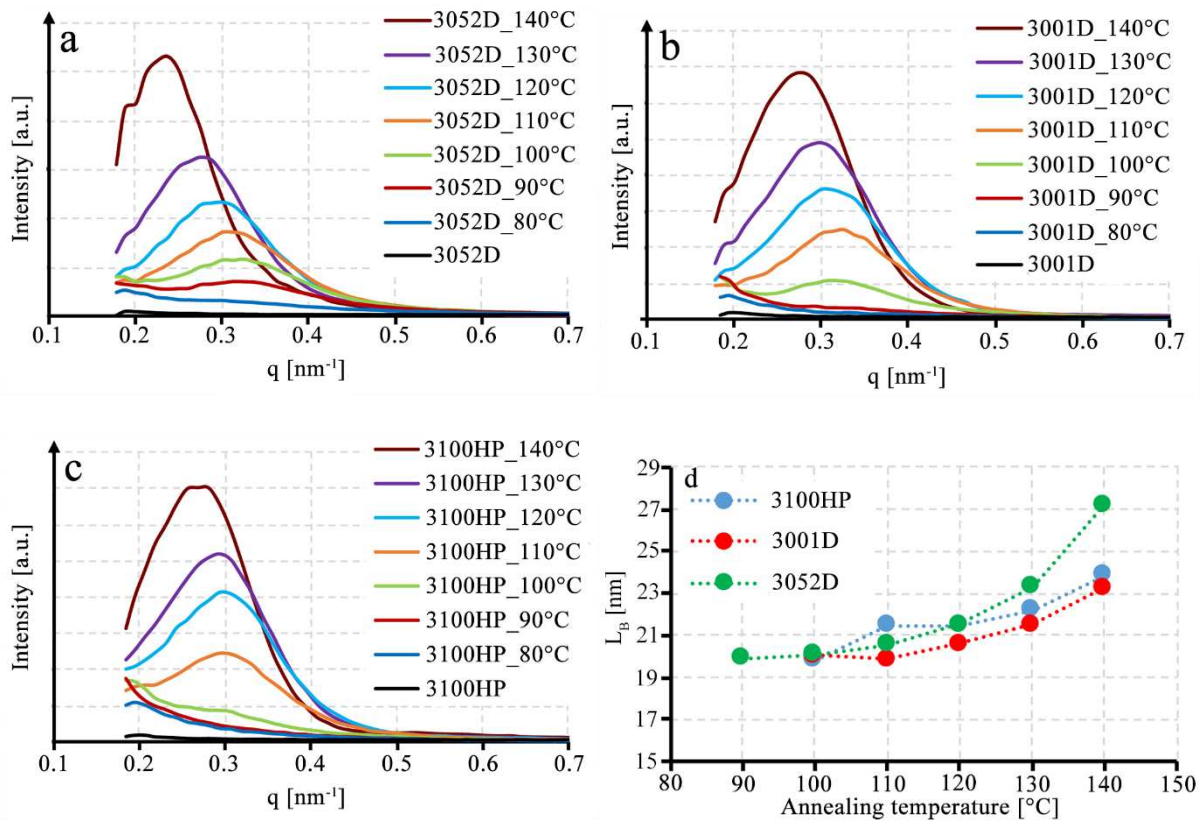 a
3052D_140°C
3052D_130°C
3052D_120°C
3052D_110°C
3052D_100°C
3052D_90°C
3052D_80°C
3052D
Intensity [a.u.]
0.1 0.2 0.3 0.4 0.5 0.6 0.7
q [nm⁻¹]
b
3001D_140°C
3001D_130°C
3001D_120°C
3001D_110°C
3001D_100°C
3001D_90°C
3001D_80°C
3001D
Intensity [a.u.]
0.1 0.2 0.3 0.4 0.5 0.6 0.7
q [nm⁻¹]
c
3100HP_140°C
3100HP_130°C
3100HP_120°C
3100HP_110°C
3100HP_100°C
3100HP_90°C
3100HP_80°C
3100HP
Intensity [a.u.]
0.1 0.2 0.3 0.4 0.5 0.6 0.7
q [nm⁻¹]
d
3100HP
3001D
3052D
L_B [nm]
29
27
25
23
21
19
17
15
80 90 100 110 120 130 140 150
Annealing temperature [°C]